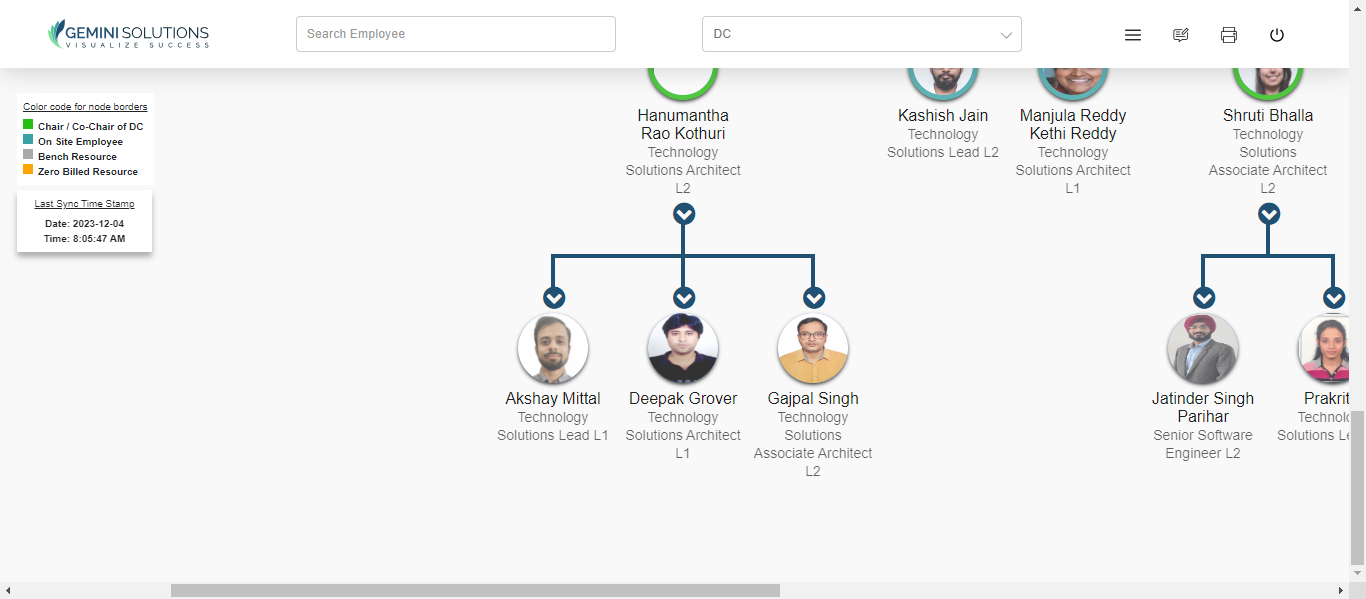 GEMINI SOLUTIONS
VISUALIZE SUCCESS
Search Employee
DC
Color code for node borders
Chair / Co-Chair of DC
On Site Employee
Bench Resource
Zero Billed Resource
Last Sync Time Stamp
Date: 2023-12-04
Time: 8:05:47 AM
Hanumantha
Rao Kothuri
Technology
Solutions Architect
L2
Kashish Jain
Technology
Solutions Lead L2
Manjula Reddy
Kethi Reddy
Technology
Solutions Architect
L1
Shruti Bhalla
Technology
Solutions
Associate Architect
L2
Akshay Mittal
Technology
Solutions Lead L1
Deepak Grover
Technology
Solutions Architect
L1
Gajpal Singh
Technology
Solutions
Associate Architect
L2
Jatinder Singh
Parihar
Senior Software
Engineer L2
Prakrit
Technol
Solutions Le